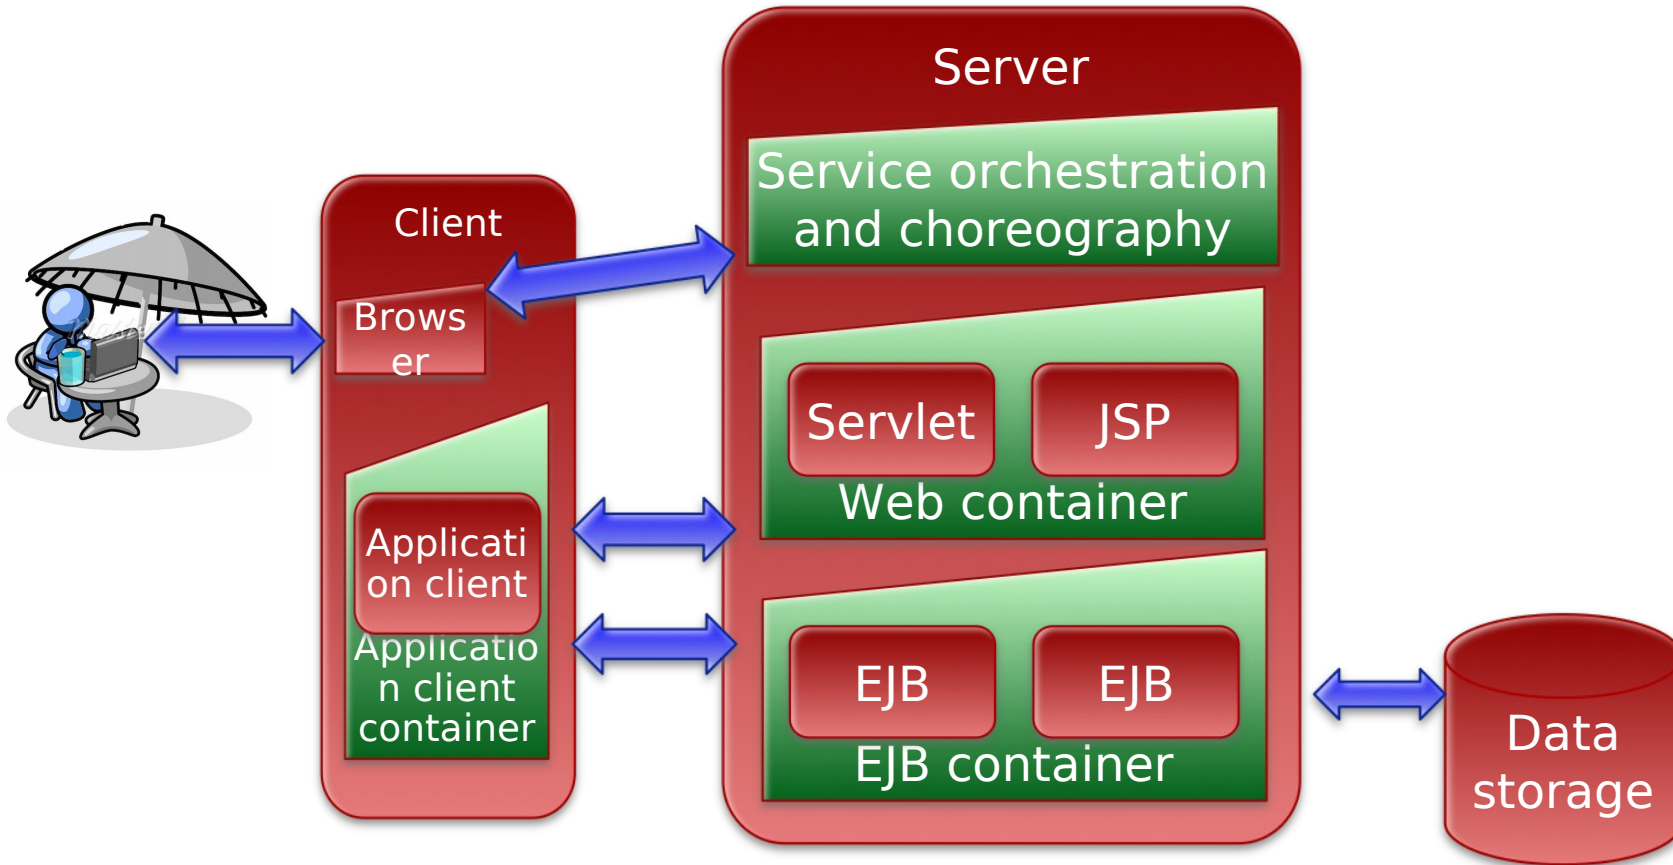 Server
Service orchestration
and choreography
Client
Brows
er
Servlet
JSP
Web container
Applicati
on client
Applicatio
n client
container
EJB
EJB
EJB container
Data
storage